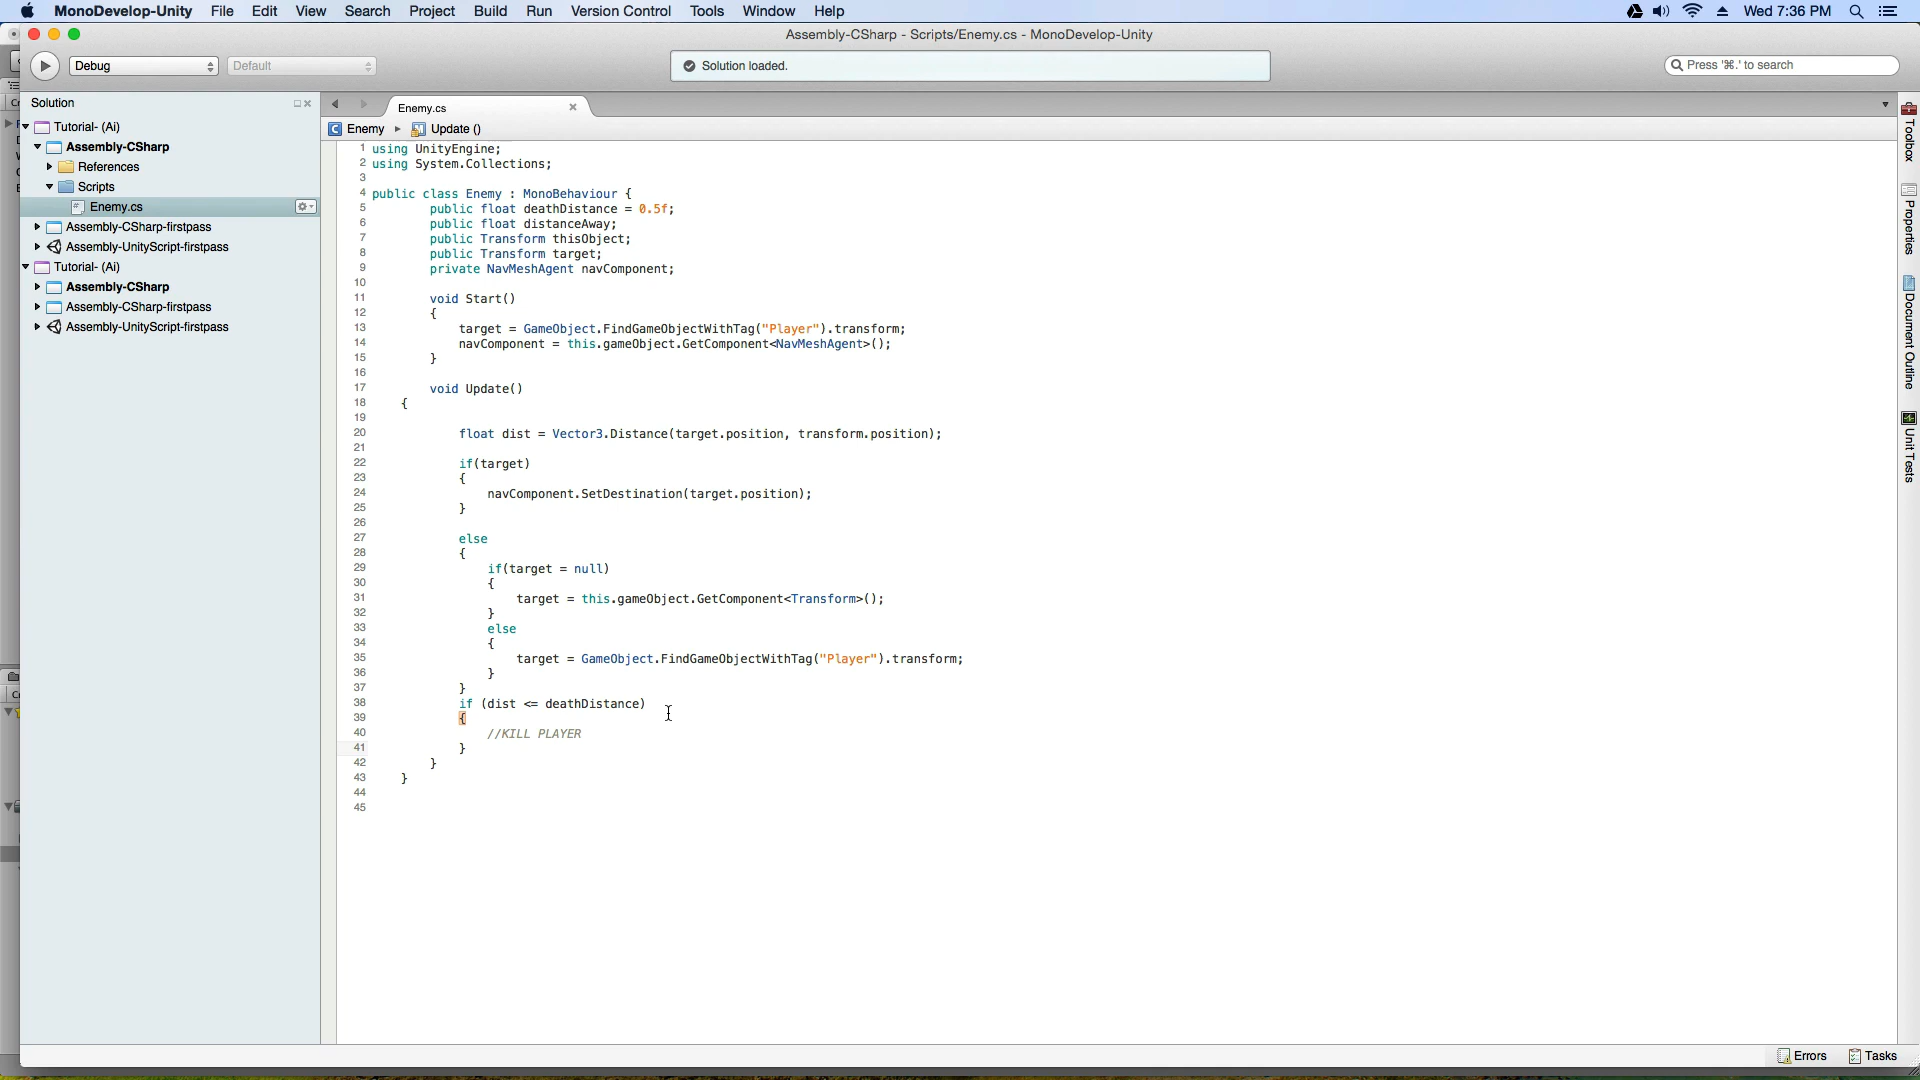 MonoDevelop-Unity File Edit View Search Project Build Run Version Control Tools Window Help Wed 7:36 PM
Assembly-CSharp - Scripts/Enemy.cs - MonoDevelop-Unity
Debug Default Solution loaded. Press '⌘.' to search
Solution
Tutorial- (Ai)
Assembly-CSharp
References
Scripts
Enemy.cs
Assembly-CSharp-firstpass
Assembly-UnityScript-firstpass
Tutorial- (Ai)
Assembly-CSharp
Assembly-CSharp-firstpass
Assembly-UnityScript-firstpass
Enemy.cs
Enemy ▸ Update ()
1 using UnityEngine;
2 using System.Collections;
3
4 public class Enemy : MonoBehaviour {
5 public float deathDistance = 0.5f;
6 public float distanceAway;
7 public Transform thisObject;
8 public Transform target;
9 private NavMeshAgent navComponent;
10
11 void Start()
12 {
13 target = GameObject.FindGameObjectWithTag("Player").transform;
14 navComponent = this.gameObject.GetComponent<NavMeshAgent>();
15 }
16
17 void Update()
18 {
19
20 float dist = Vector3.Distance(target.position, transform.position);
21
22 if(target)
23 {
24 navComponent.SetDestination(target.position);
25 }
26
27 else
28 {
29 if(target = null)
30 {
31 target = this.gameObject.GetComponent<Transform>();
32 }
33 else
34 {
35 target = GameObject.FindGameObjectWithTag("Player").transform;
36 }
37 }
38 if (dist <= deathDistance)
39 {
40 //KILL PLAYER
41 }
42 }
43 }
44
45
Toolbox
Properties
Document Outline
Unit Tests
Errors Tasks